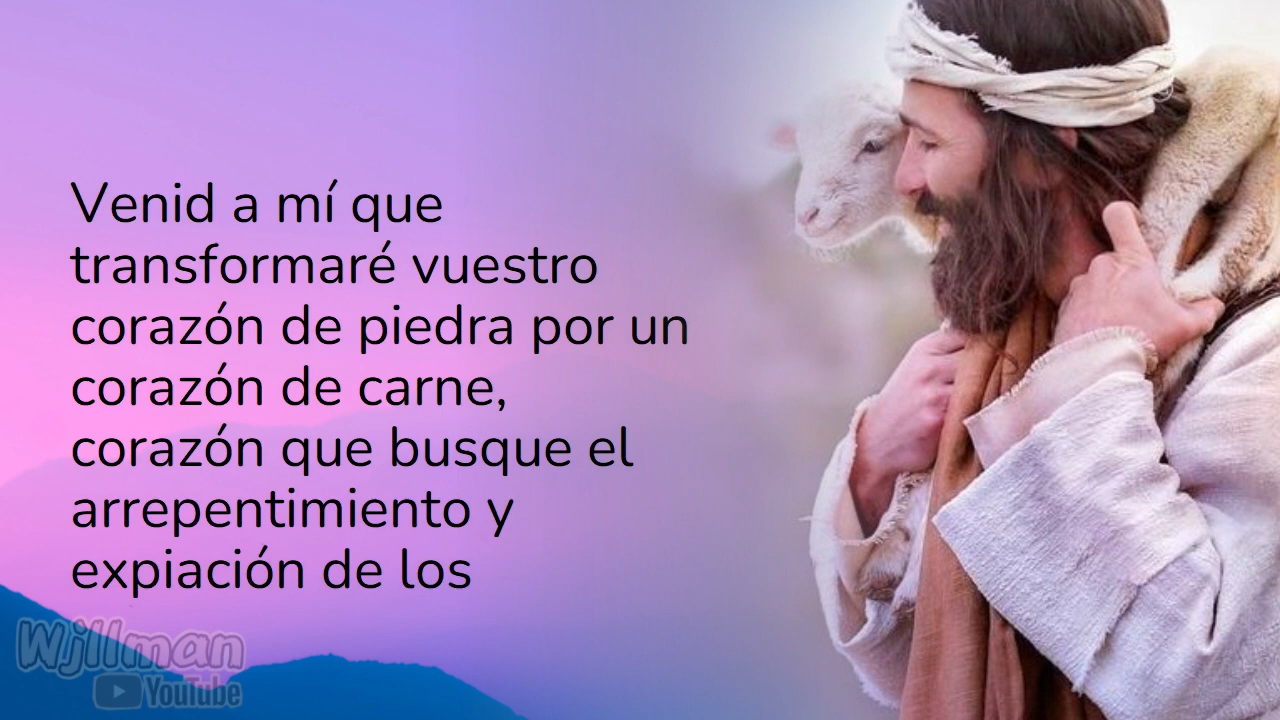 Venid a mí que
transformaré vuestro
corazón de piedra por un
corazón de carne,
corazón que busque el
arrepentimiento y
expiación de los
Wjllman
YouTube